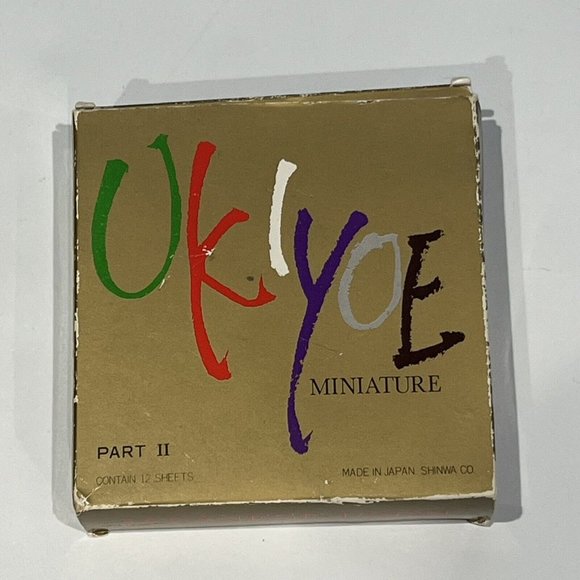 UKIYOE
MINIATURE
PART II
CONTAIN 12 SHEETS
MADE IN JAPAN SHINWA CO